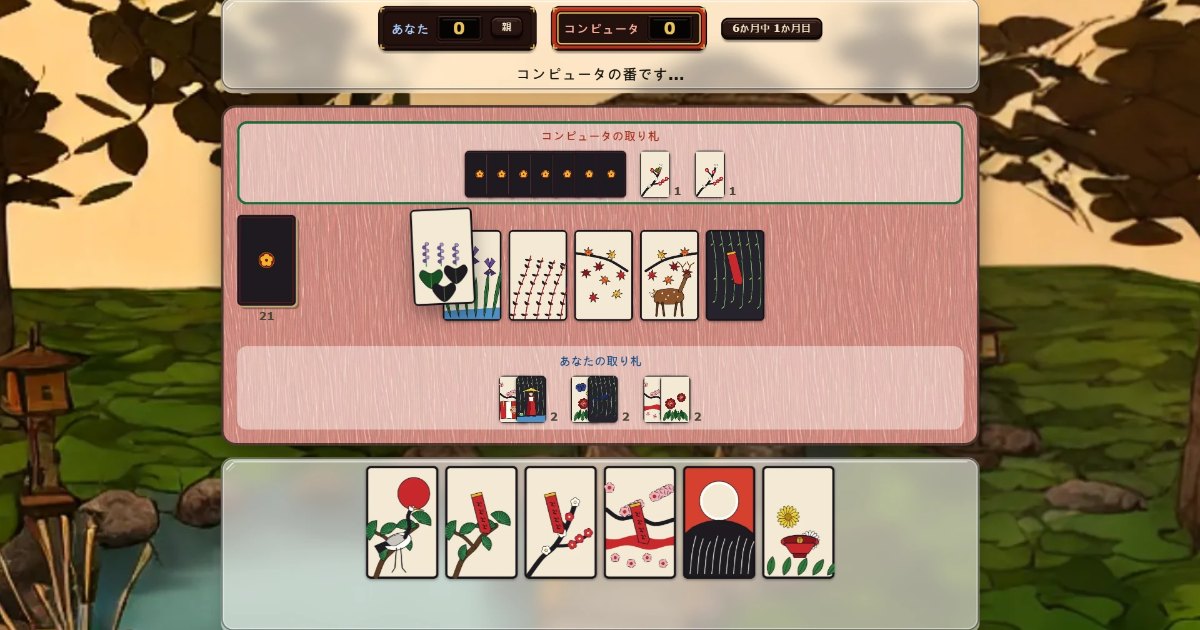 あなた 0 親
コンピュータ 0
6か月中 1か月目
コンピュータの番です...
コンピュータの取り札
1
1
21
あなたの取り札
2
2
2